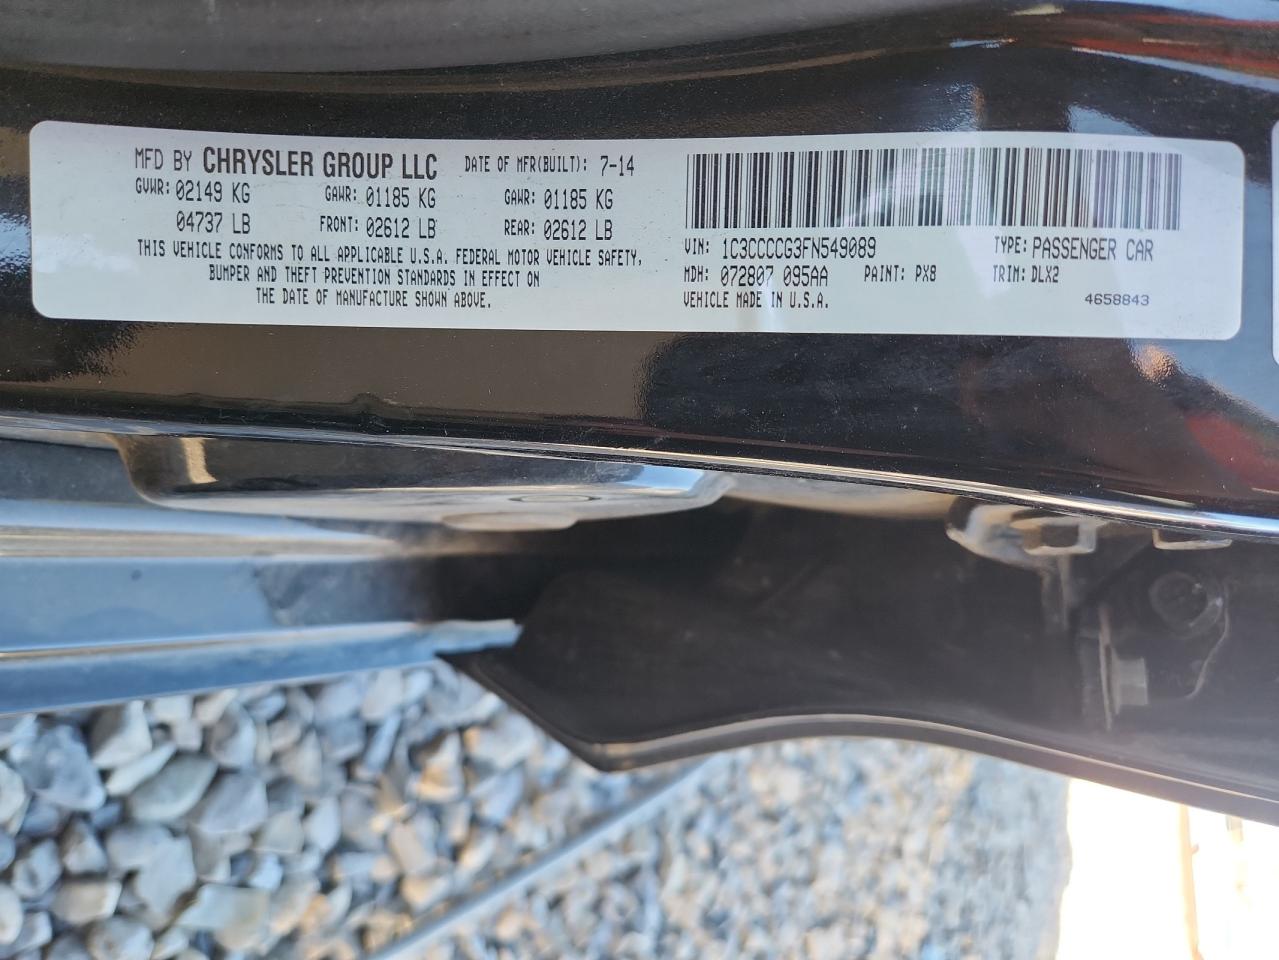 MFD BY CHRYSLER GROUP LLC DATE OF MFR(BUILT): 7-14
GVWR: 02149 KG GAWR: 01185 KG GAWR: 01185 KG
04737 LB FRONT: 02612 LB REAR: 02612 LB
THIS VEHICLE CONFORMS TO ALL APPLICABLE U.S.A. FEDERAL MOTOR VEHICLE SAFETY,
BUMPER AND THEFT PREVENTION STANDARDS IN EFFECT ON
THE DATE OF MANUFACTURE SHOWN ABOVE.
VIN: 1C3CCCCG3FN549089 TYPE: PASSENGER CAR
MDH: 072807 095AA PAINT: PX8 TRIM: DLX2
VEHICLE MADE IN U.S.A. 4658843